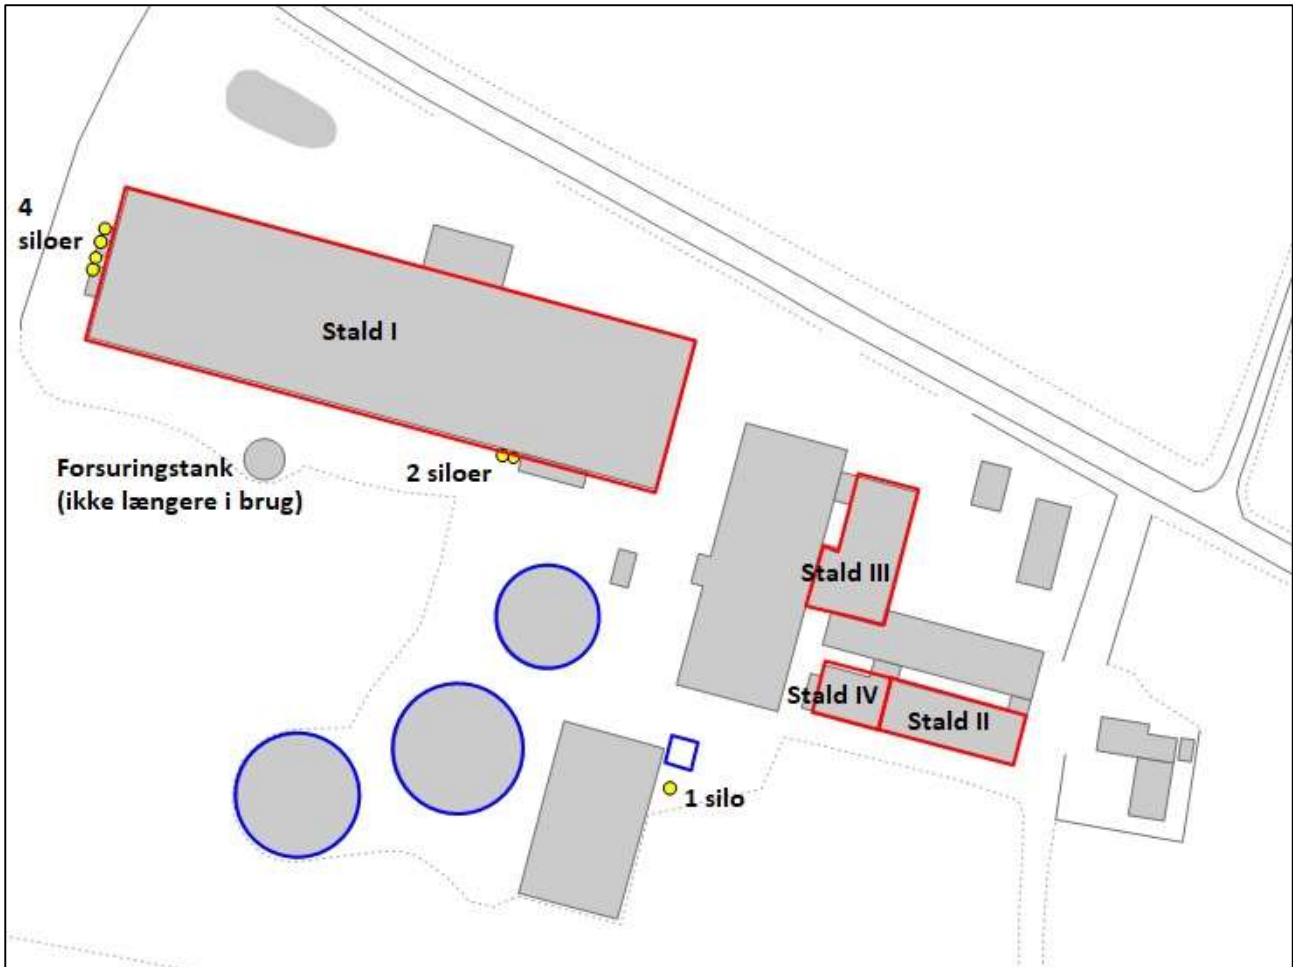 4
siloer
Stald I
Forsuringstank
(ikke længere i brug)
2 siloer
Stald III
Stald IV
Stald II
1 silo